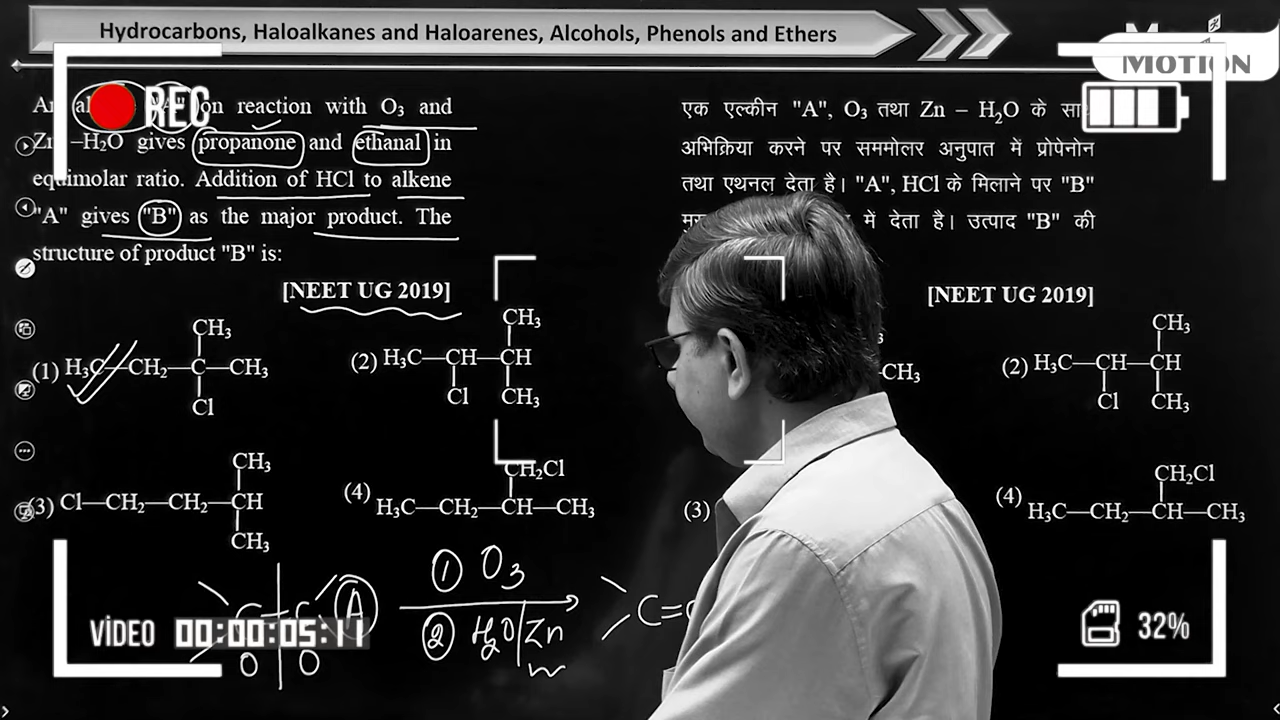 Hydrocarbons, Haloalkanes and Haloarenes, Alcohols, Phenols and Ethers
MOTION
REC
on reaction with O₃ and
–H₂O gives propanone and ethanal in
equimolar ratio. Addition of HCl to alkene
"A" gives "B" as the major product. The
structure of product "B" is:
[NEET UG 2019]
(1) H₃C—CH₂—C—CH₃
CH₃
Cl
(2) H₃C—CH—CH
CH₃
Cl CH₃
(3) Cl—CH₂—CH₂—CH
CH₃
CH₃
(4) H₃C—CH₂—CH—CH₃
CH₂Cl
एक एल्कीन "A", O₃ तथा Zn – H₂O के
अभिक्रिया करने पर सममोलर अनुपात में प्रोपेनोन
तथा एथनल देता है। "A", HCl के मिलाने पर "B"
में देता है। उत्पाद "B" की
[NEET UG 2019]
–CH₃
(2) H₃C—CH—CH
CH₃
Cl CH₃
(3)
(4) H₃C—CH₂—CH—CH₃
CH₂Cl
C=C A
O O
① O₃
② H₂O/Zn
C=
VİDEO 00:00:05:11
32%